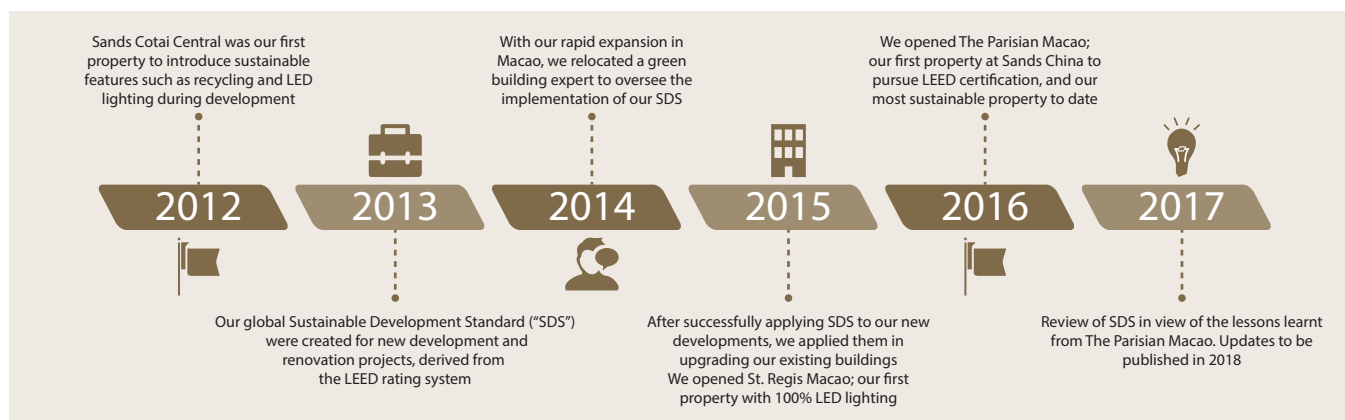 Sands Cotai Central was our first
property to introduce sustainable
features such as recycling and LED
lighting during development
With our rapid expansion in
Macao, we relocated a green
building expert to oversee the
implementation of our SDS
We opened The Parisian Macao;
our first property at Sands China to
pursue LEED certification, and our
most sustainable property to date
2012
2013
2014
2015
2016
2017
Our global Sustainable Development Standard (“SDS”)
were created for new development and
renovation projects, derived from
the LEED rating system
After successfully applying SDS to our new
developments, we applied them in
upgrading our existing buildings
We opened St. Regis Macao; our first
property with 100% LED lighting
Review of SDS in view of the lessons learnt
from The Parisian Macao. Updates to be
published in 2018